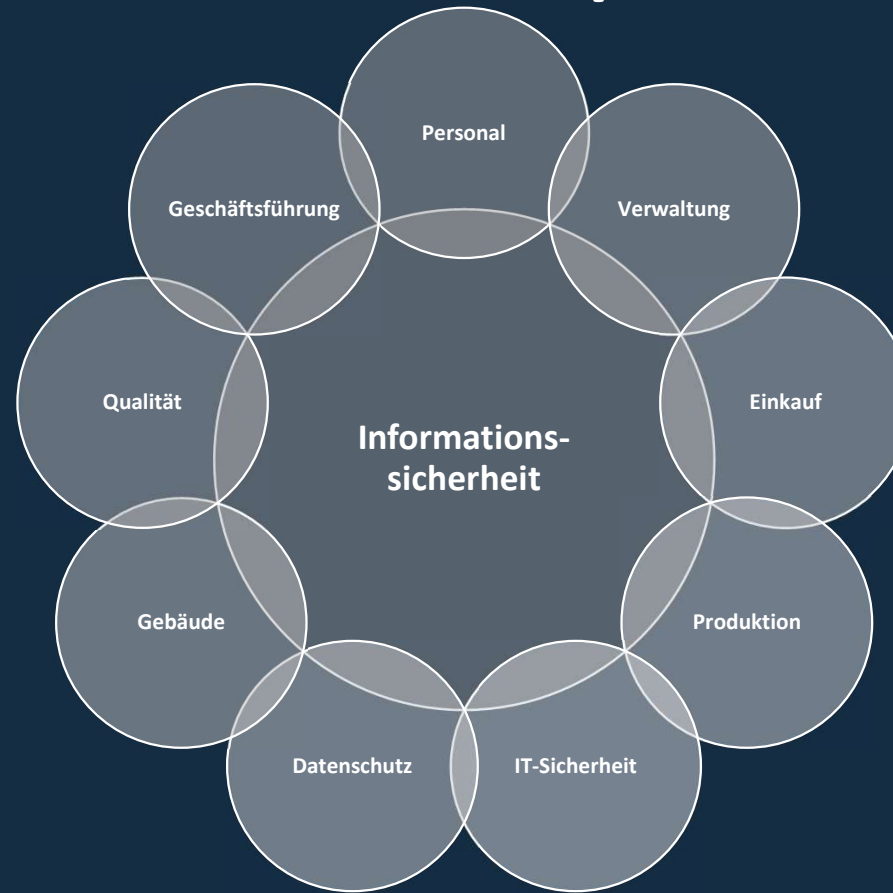 Personal
Geschäftsführung
Verwaltung
Qualität
Einkauf
Informations-
sicherheit
Gebäude
Produktion
Datenschutz
IT-Sicherheit